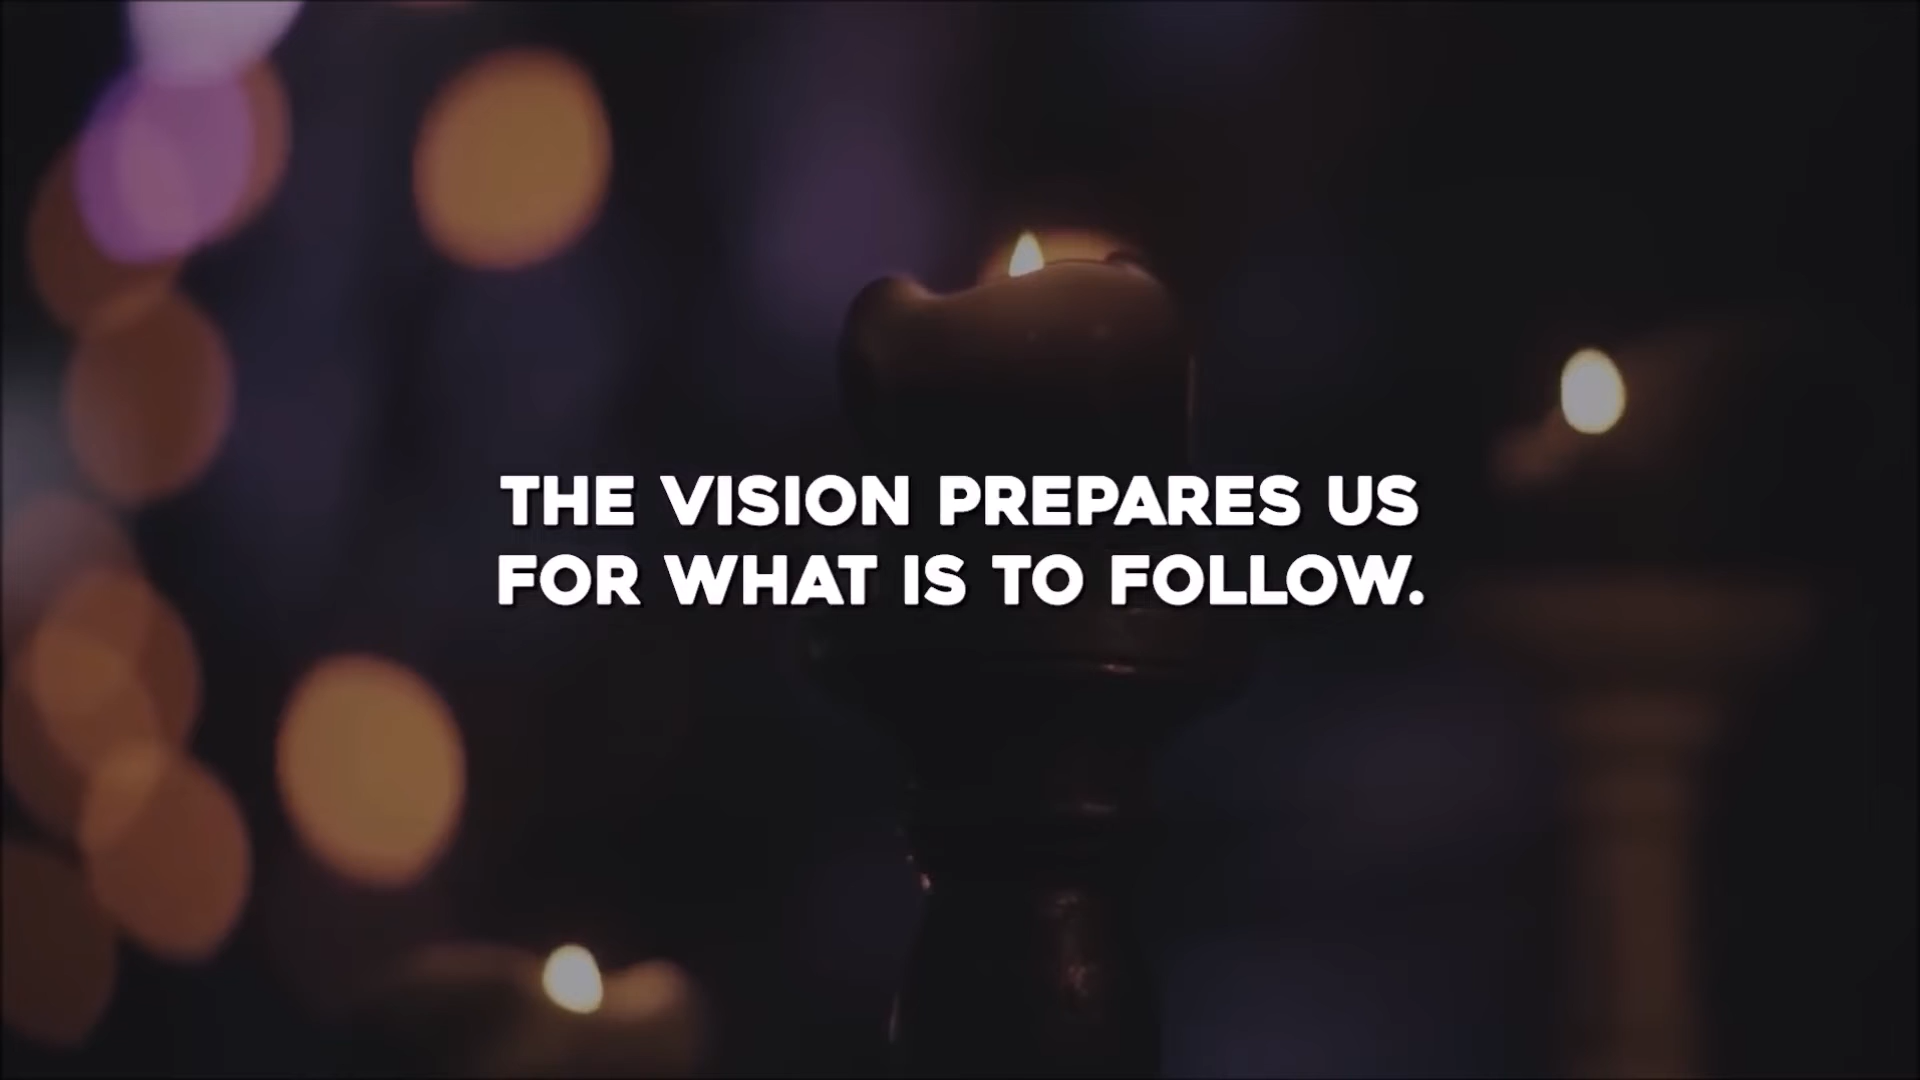 THE VISION PREPARES US
FOR WHAT IS TO FOLLOW.